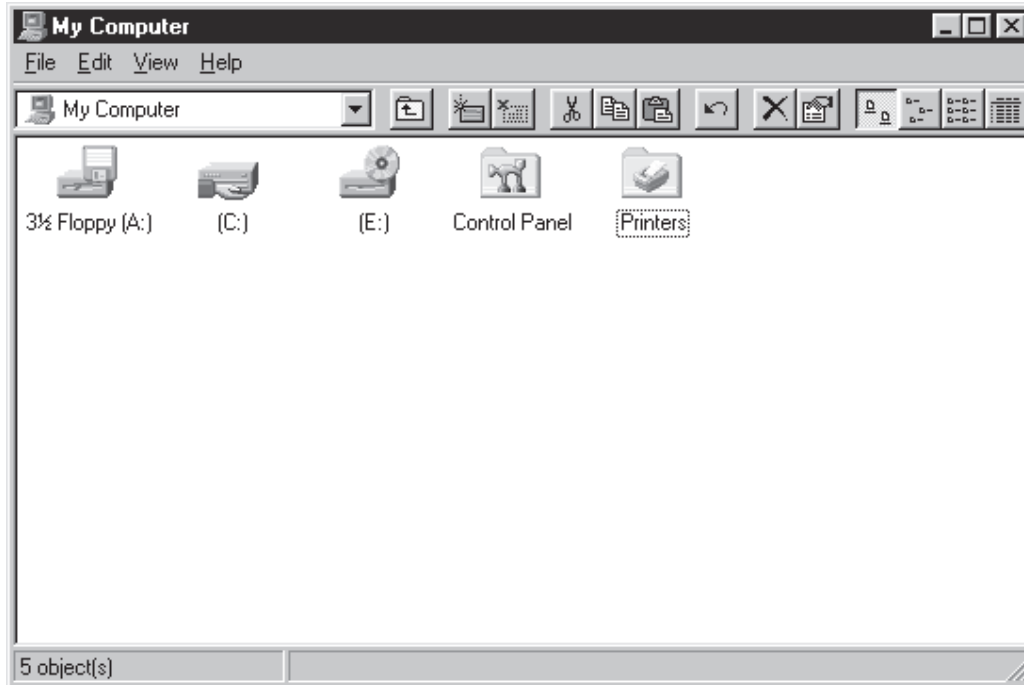 My Computer
File Edit View Help
My Computer
3½ Floppy (A:) (C:) (E:) Control Panel Printers
5 object(s)